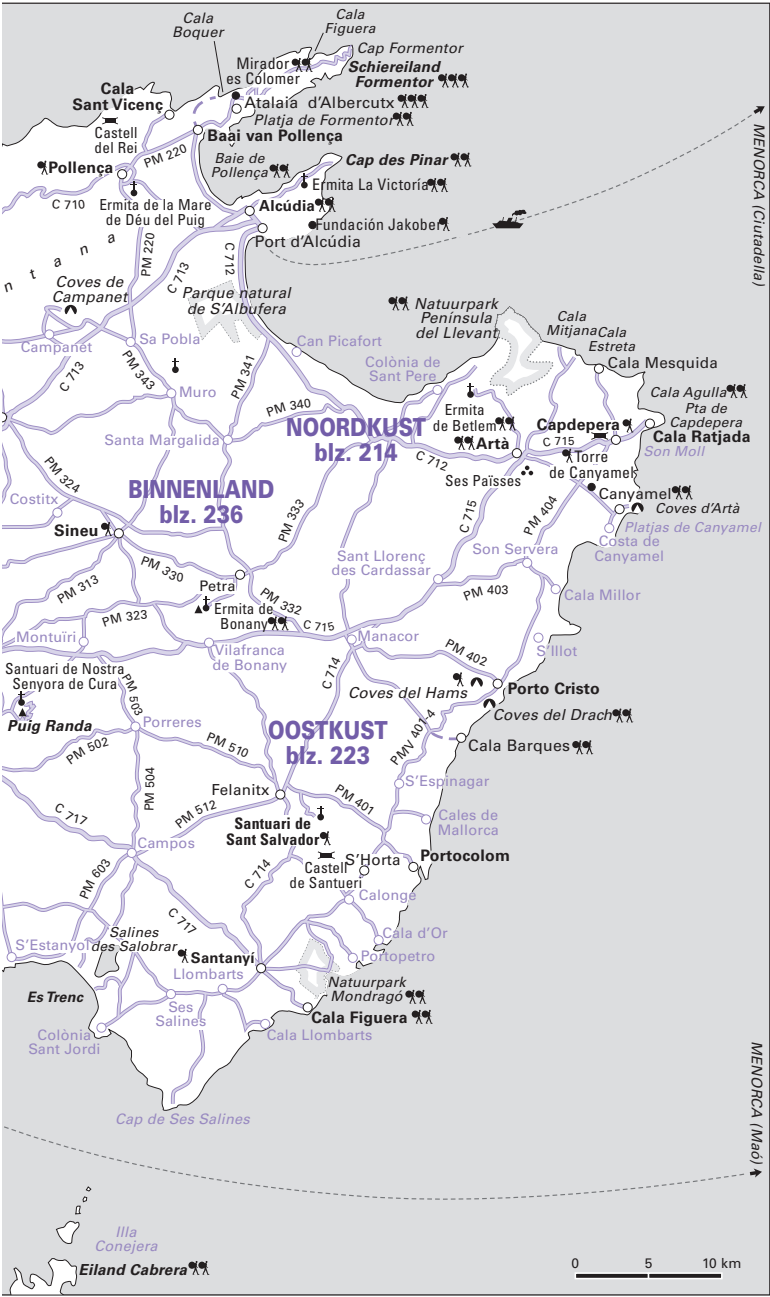 Cala
Boquer
Cala
Figuera
Cap Formentor
Mirador
es Colomer
Schiereiland
Formentor
Cala
Sant Vicenç
Atalaia d'Albercutx
Platja de Formentor
Castell
del Rei
Baai van Pollença
PM 220
Pollença
Baie de
Pollença
Cap des Pinar
Ermita La Victoría
C 710
Ermita de la Mare
de Déu del Puig
Alcúdia
Fundación Jakober
Port d'Alcúdia
MENORCA (Ciutadella)
n t a n a
PM 220
C 713
C 712
Coves de
Campanet
Parque natural
de S'Albufera
Natuurpark
Península
del Llevant
Cala
Mitjana
Cala
Estreta
Campanet
Sa Pobla
Can Picafort
Colònia de
Sant Pere
Cala Mesquida
C 713
PM 343
Muro
PM 341
Cala Agulla
Pta de
Capdepera
PM 340
Ermita
de Betlem
Capdepera
Cala Ratjada
Santa Margalida
NOORDKUST
blz. 214
Artà
C 715
Son Moll
C 712
Torre
de Canyamel
PM 324
Ses Païsses
BINNENLAND
blz. 236
Canyamel
Costitx
Coves d'Artà
PM 333
C 715
PM 404
Platjas de Canyamel
Sineu
Costa de
Canyamel
Sant Llorenç
des Cardassar
Son Servera
PM 330
PM 313
Petra
PM 403
Cala Millor
PM 323
Ermita de
Bonany
PM 332
C 715
Montuïri
Manacor
S'Illot
Vilafranca
de Bonany
PM 402
C 714
Santuari de Nostra
Senyora de Cura
PM 503
Coves del Hams
Porto Cristo
Puig Randa
Porreres
OOSTKUST
blz. 223
Coves del Drach
PM 502
PM 510
PMV 401-4
Cala Barques
PM 504
Felanitx
S'Espinagar
PM 401
C 717
PM 512
Cales de
Mallorca
Santuari de
Sant Salvador
Campos
S'Horta
Portocolom
C 714
Castell
de Santueri
PM 603
Calonge
C 717
Salines
des Salobrar
Cala d'Or
S'Estanyol
Santanyí
Portopetro
Llombarts
Es Trenc
Natuurpark
Mondragó
Ses
Salines
Cala Figuera
Colònia
Sant Jordi
Cala Llombarts
MENORCA (Maó)
Cap de Ses Salines
Illa
Conejera
Eiland Cabrera
0 5 10 km